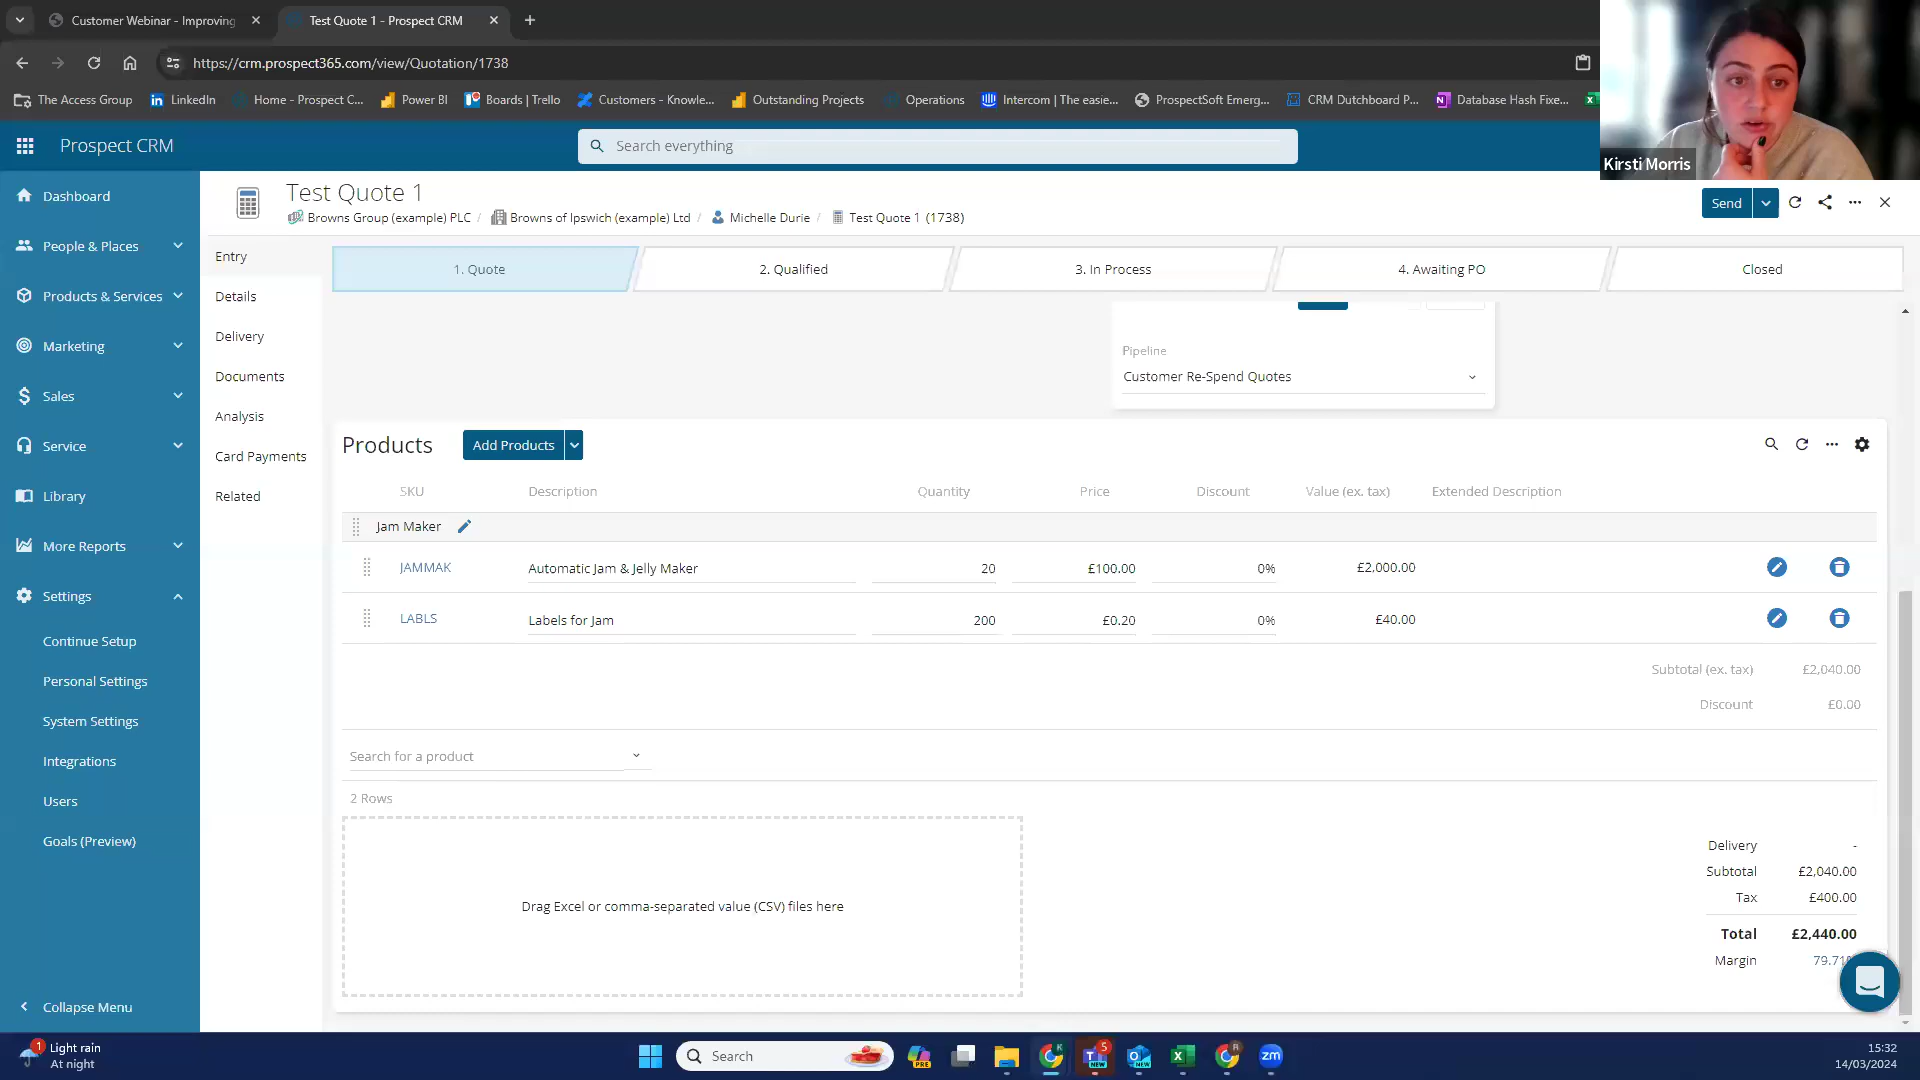 Customer Webinar - Improving
Test Quote 1 - Prospect CRM
https://crm.prospect365.com/view/Quotation/1738
The Access Group
LinkedIn
Home - Prospect C...
Power BI
Boards | Trello
Customers - Knowle...
Outstanding Projects
Operations
Intercom | The easie...
ProspectSoft Emerg...
CRM Dutchboard P...
Database Hash Fixe...
Kirsti Morris
Prospect CRM
Search everything
Dashboard
People & Places
Products & Services
Marketing
Sales
Service
Library
More Reports
Settings
Continue Setup
Personal Settings
System Settings
Integrations
Users
Goals (Preview)
Collapse Menu
Test Quote 1
Browns Group (example) PLC / Browns of Ipswich (example) Ltd / Michelle Durie / Test Quote 1 (1738)
Send
Entry
Details
Delivery
Documents
Analysis
Card Payments
Related
1. Quote
2. Qualified
3. In Process
4. Awaiting PO
Closed
Pipeline
Customer Re-Spend Quotes
Products
Add Products
SKU Description Quantity Price Discount Value (ex. tax) Extended Description
Jam Maker
JAMMAK Automatic Jam & Jelly Maker 20 £100.00 0% £2,000.00
LABLS Labels for Jam 200 £0.20 0% £40.00
Subtotal (ex. tax) £2,040.00
Discount £0.00
Search for a product
2 Rows
Drag Excel or comma-separated value (CSV) files here
Delivery -
Subtotal £2,040.00
Tax £400.00
Total £2,440.00
Margin 79.71
1
Light rain
At night
Search
PRE
5
NEW
NEW
K
R
zm
15:32
14/03/2024